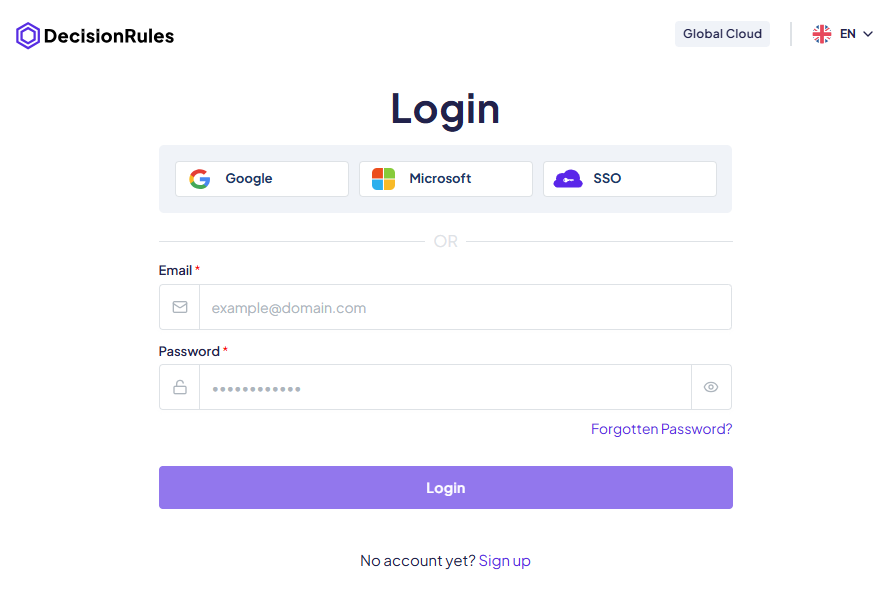 DecisionRules
Global Cloud
EN
Login
Google
Microsoft
SSO
OR
Email *
example@domain.com
Password *
••••••••••••
Forgotten Password?
Login
No account yet? Sign up